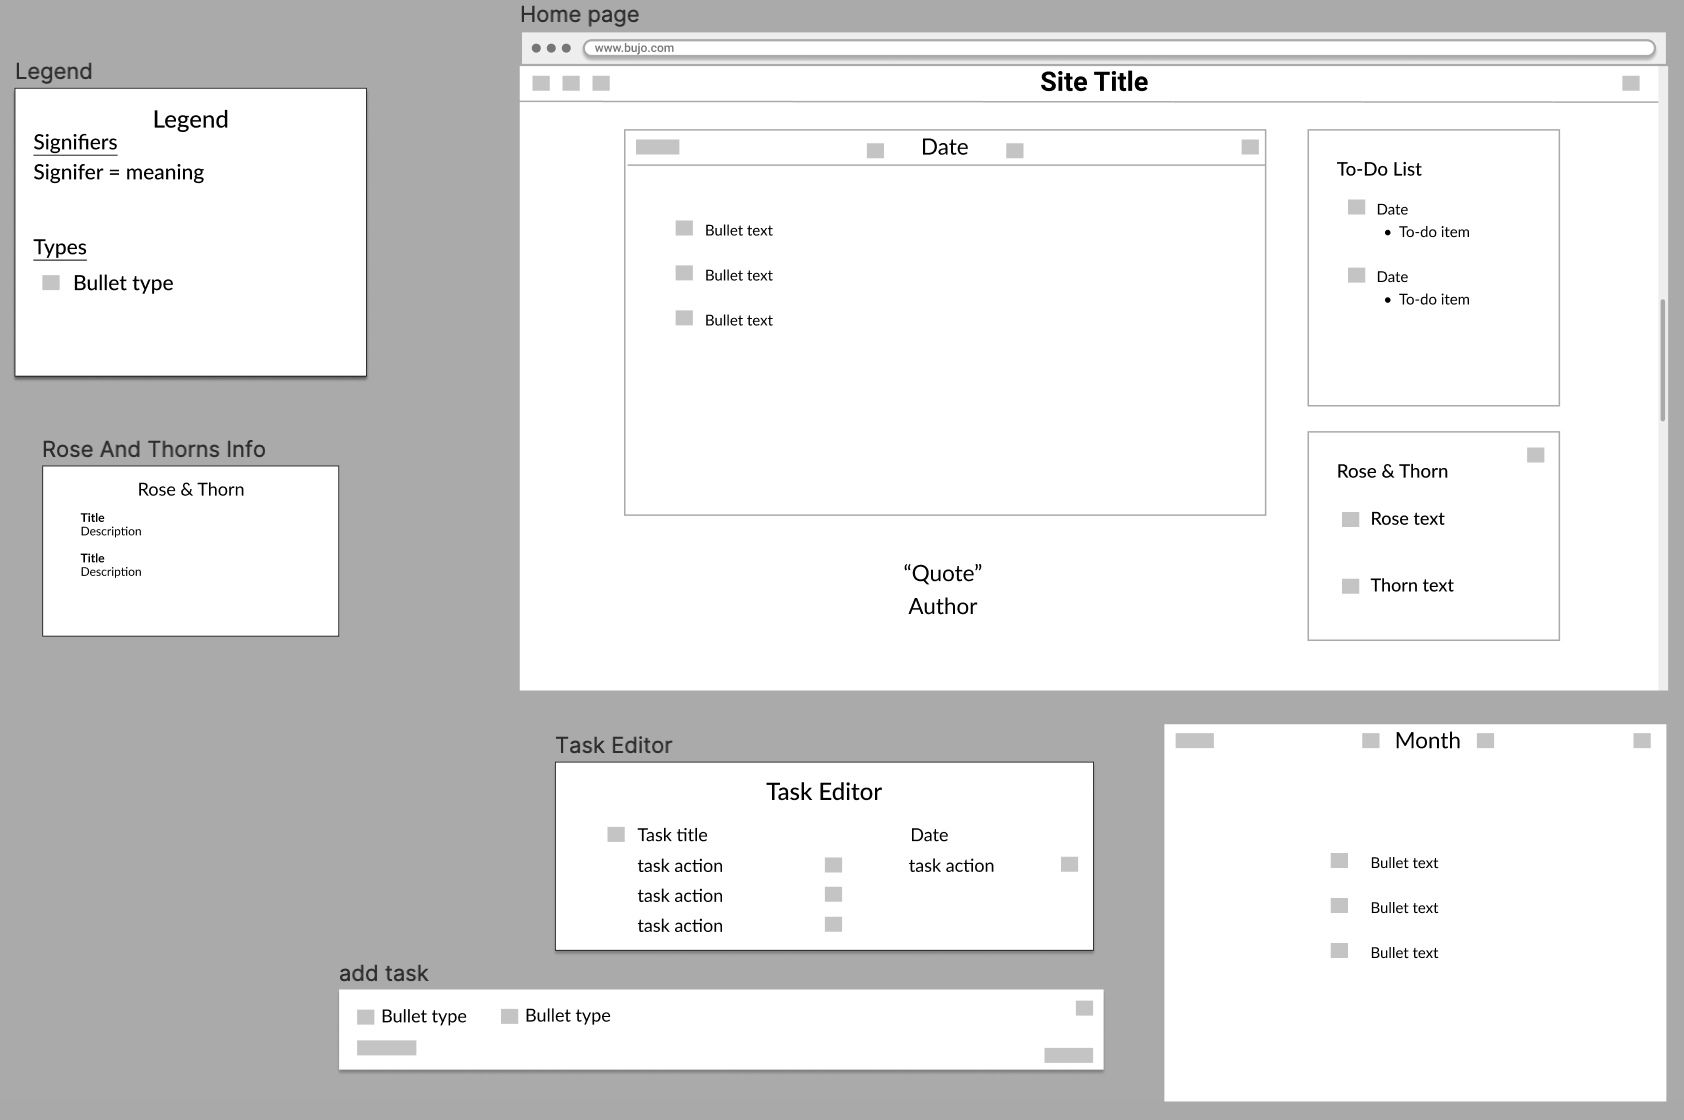 Home page
www.bujo.com
Site Title
Date
Bullet text
Bullet text
Bullet text
“Quote”
Author
To-Do List
Date
• To-do item
Date
• To-do item
Rose & Thorn
Rose text
Thorn text
Legend
Legend
Signifiers
Signifer = meaning
Types
Bullet type
Rose And Thorns Info
Rose & Thorn
Title
Description
Title
Description
Task Editor
Task Editor
Task title
task action
task action
task action
Date
task action
add task
Bullet type
Bullet type
Month
Bullet text
Bullet text
Bullet text